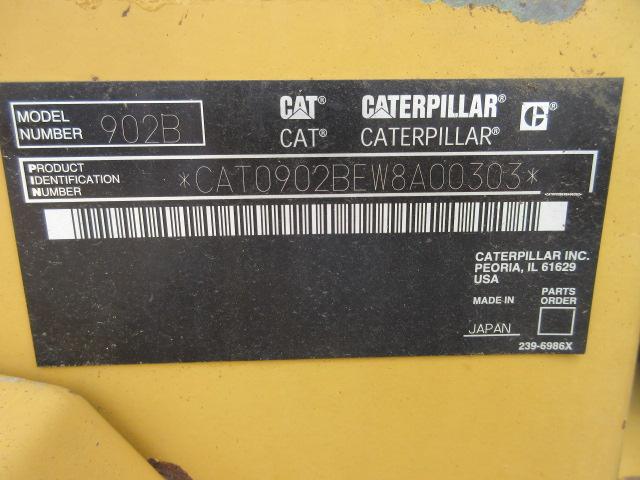 MODEL NUMBER 902B
CAT® CATERPILLAR® C
CAT® CATERPILLAR®
PRODUCT IDENTIFICATION NUMBER *CAT0902BEW8A00303*
CATERPILLAR INC.
PEORIA, IL 61629
USA
MADE IN JAPAN
PARTS ORDER
239-6986X